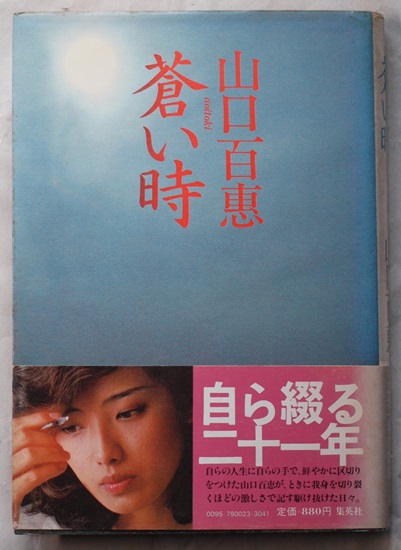 山口百惠
蒼い時
aoitoki
蒼い時
自ら綴る
二十一年
自らの人生に自らの手で、鮮やかに区切り
をつけた山口百恵が、ときに我身を切り裂
くほどの激しさで記す駆け抜けた日々。
0095-780023-3041 定価・880円 集英社